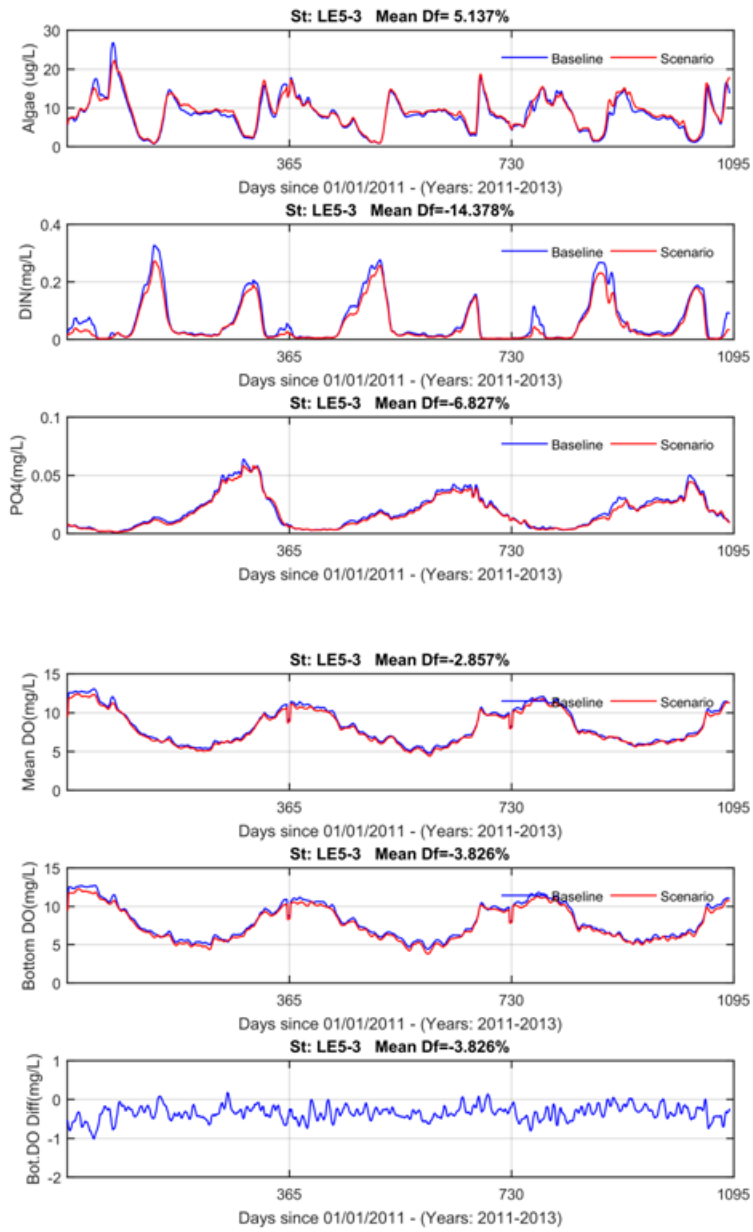 St: LE5-3 Mean Df= 5.137%
30
20
10
0
Algae (ug/L)
Baseline Scenario
365 730 1095
Days since 01/01/2011 - (Years: 2011-2013)
St: LE5-3 Mean Df=-14.378%
0.4
0.2
0
DIN(mg/L)
Baseline Scenario
365 730 1095
Days since 01/01/2011 - (Years: 2011-2013)
St: LE5-3 Mean Df=-6.827%
0.1
0.05
0
PO4(mg/L)
Baseline Scenario
365 730 1095
Days since 01/01/2011 - (Years: 2011-2013)
St: LE5-3 Mean Df=-2.857%
15
10
5
0
Mean DO(mg/L)
Baseline Scenario
365 730 1095
Days since 01/01/2011 - (Years: 2011-2013)
St: LE5-3 Mean Df=-3.826%
15
10
5
0
Bottom DO(mg/L)
Baseline Scenario
365 730 1095
Days since 01/01/2011 - (Years: 2011-2013)
St: LE5-3 Mean Df=-3.826%
1
0
-1
-2
Bot.DO Diff(mg/L)
365 730 1095
Days since 01/01/2011 - (Years: 2011-2013)